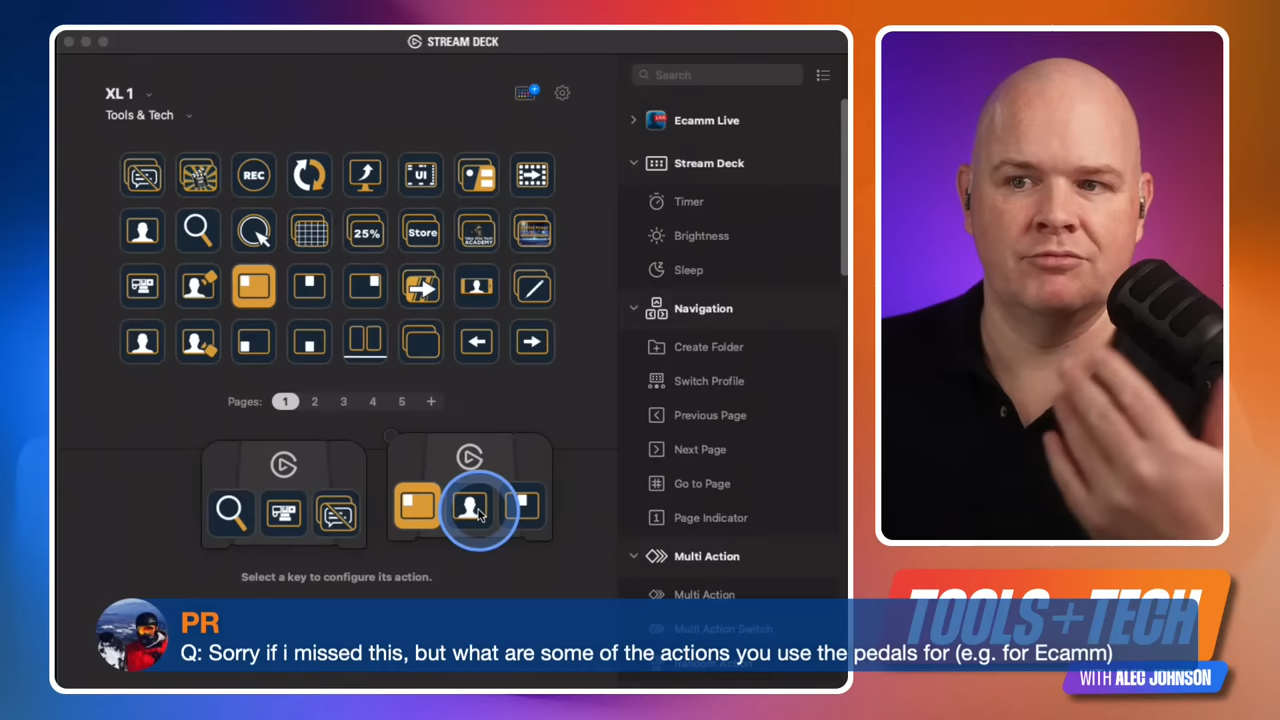 STREAM DECK
XL 1
Tools & Tech
REC
UI
25%
Store
ACADEMY
Pages: 1 2 3 4 5 +
Select a key to configure its action.
Search
Ecamm Live
Stream Deck
Timer
Brightness
Sleep
Navigation
Create Folder
Switch Profile
Previous Page
Next Page
Go to Page
1 Page Indicator
Multi Action
Multi Action
Multi Action Switch
PR
Q: Sorry if i missed this, but what are some of the actions you use the pedals for (e.g. for Ecamm)
TOOLS+TECH
WITH ALEC JOHNSON